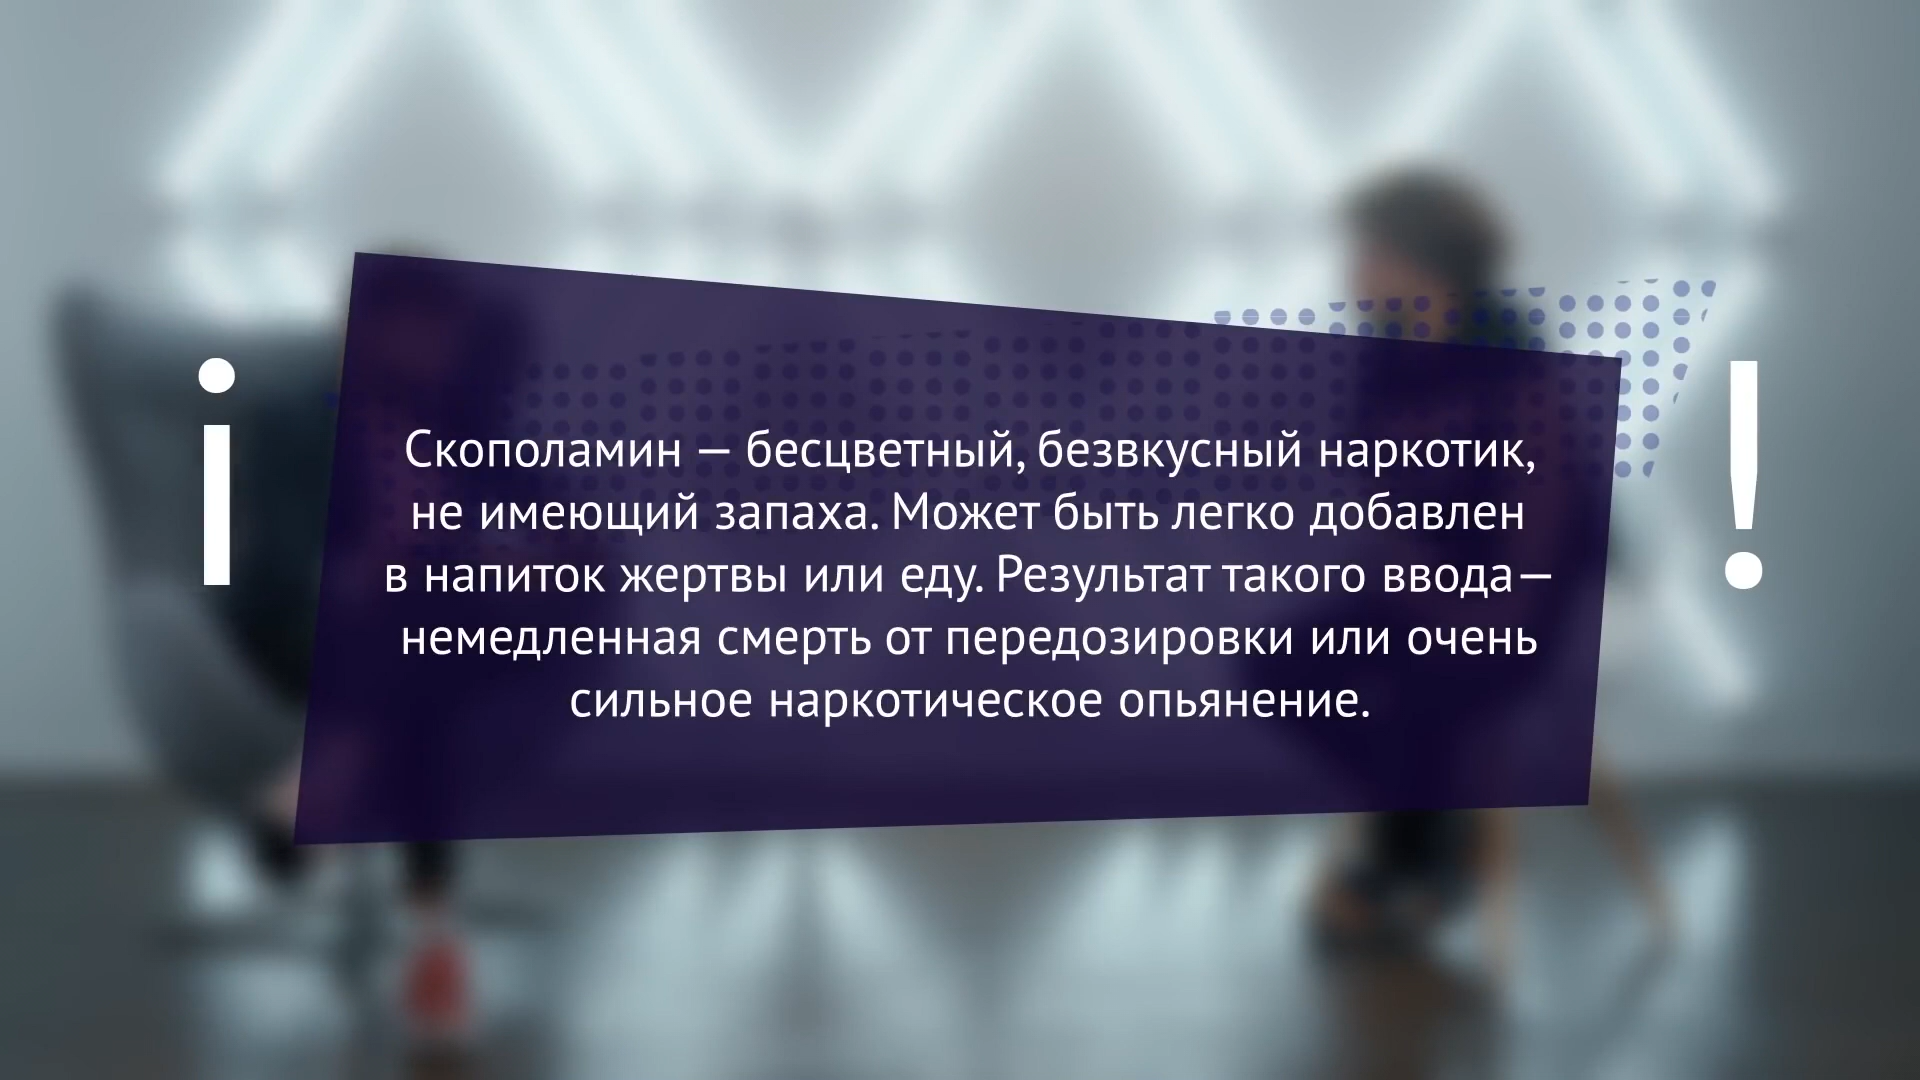 Скополамин — бесцветный, безвкусный наркотик,
не имеющий запаха. Может быть легко добавлен
в напиток жертвы или еду. Результат такого ввода—
немедленная смерть от передозировки или очень
сильное наркотическое опьянение.
¡ !